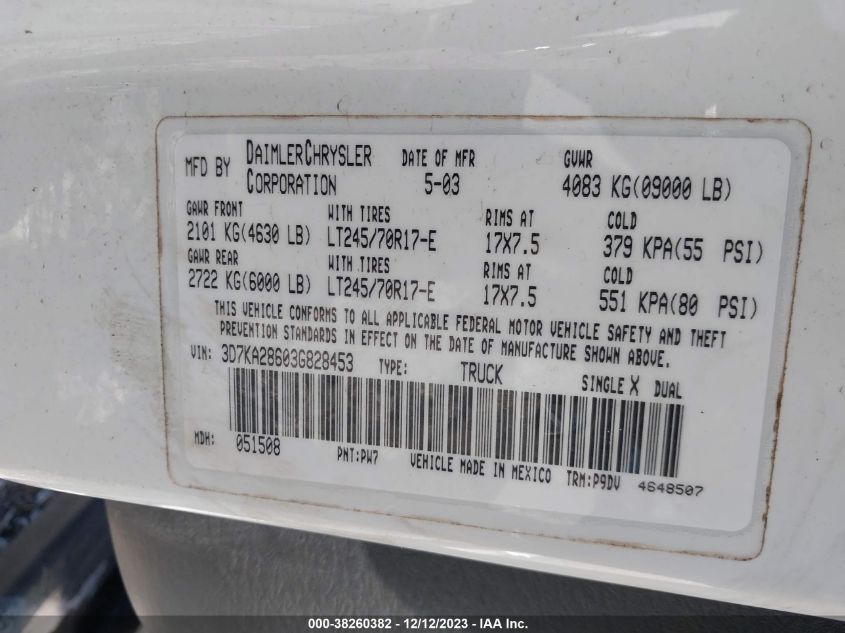 MFD BY DAIMLERCHRYSLER CORPORATION DATE OF MFR 5-03 GVWR 4083 KG(09000 LB)
GAWR FRONT WITH TIRES RIMS AT COLD
2101 KG(4630 LB) LT245/70R17-E 17X7.5 379 KPA(55 PSI)
GAWR REAR WITH TIRES RIMS AT COLD
2722 KG(6000 LB) LT245/70R17-E 17X7.5 551 KPA(80 PSI)
THIS VEHICLE CONFORMS TO ALL APPLICABLE FEDERAL MOTOR VEHICLE SAFETY AND THEFT
PREVENTION STANDARDS IN EFFECT ON THE DATE OF MANUFACTURE SHOWN ABOVE.
VIN: 3D7KA28603G828453 TYPE: TRUCK SINGLE X DUAL
MDH: 051508 PNT:PW7 VEHICLE MADE IN MEXICO TRM:P9DV 4648507
000-38260382 - 12/12/2023 - IAA Inc.